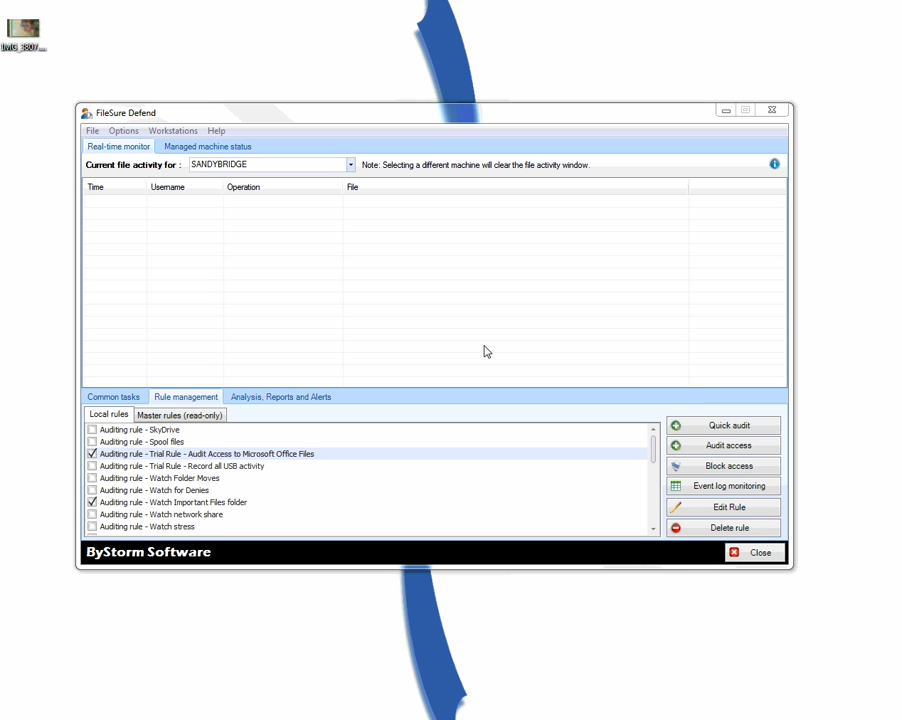 IMG_3807....
FileSure Defend
File Options Workstations Help
Real-time monitor Managed machine status
Current file activity for : SANDYBRIDGE Note: Selecting a different machine will clear the file activity window.
Time Username Operation File
Common tasks Rule management Analysis, Reports and Alerts
Local rules Master rules (read-only)
Auditing rule - SkyDrive
Auditing rule - Spool files
Auditing rule - Trial Rule - Audit Access to Microsoft Office Files
Auditing rule - Trial Rule - Record all USB activity
Auditing rule - Watch Folder Moves
Auditing rule - Watch for Denies
Auditing rule - Watch Important Files folder
Auditing rule - Watch network share
Auditing rule - Watch stress
Quick audit
Audit access
Block access
Event log monitoring
Edit Rule
Delete rule
ByStorm Software Close